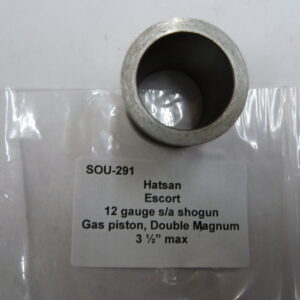 SOU-291
Hatsan
Escort
12 gauge s/a shogun
Gas piston, Double Magnum
3 ½” max